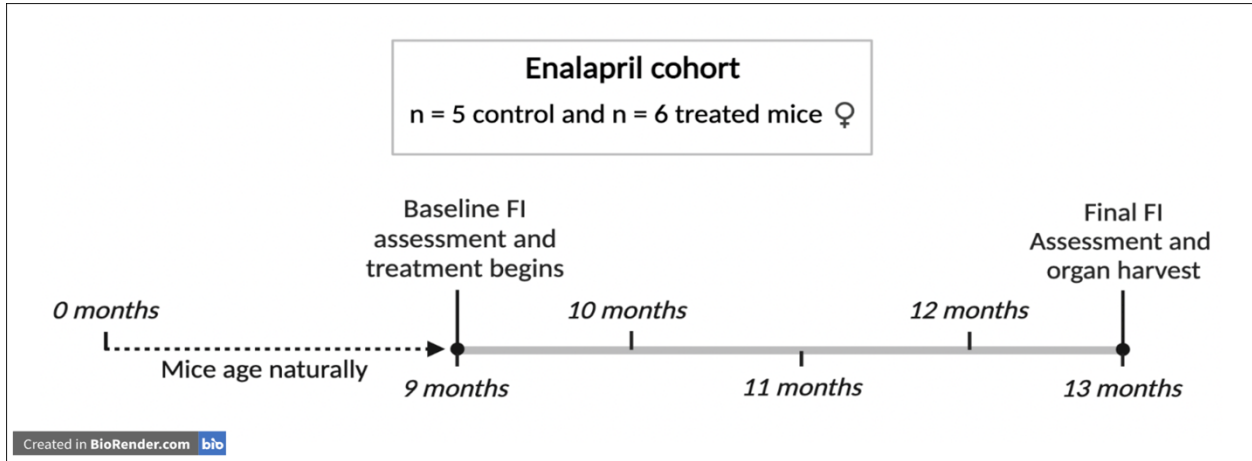 Enalapril cohort
n = 5 control and n = 6 treated mice ♀
Baseline FI
assessment and
treatment begins
Final FI
Assessment and
organ harvest
0 months
10 months
12 months
Mice age naturally
9 months
11 months
13 months
Created in BioRender.com bio